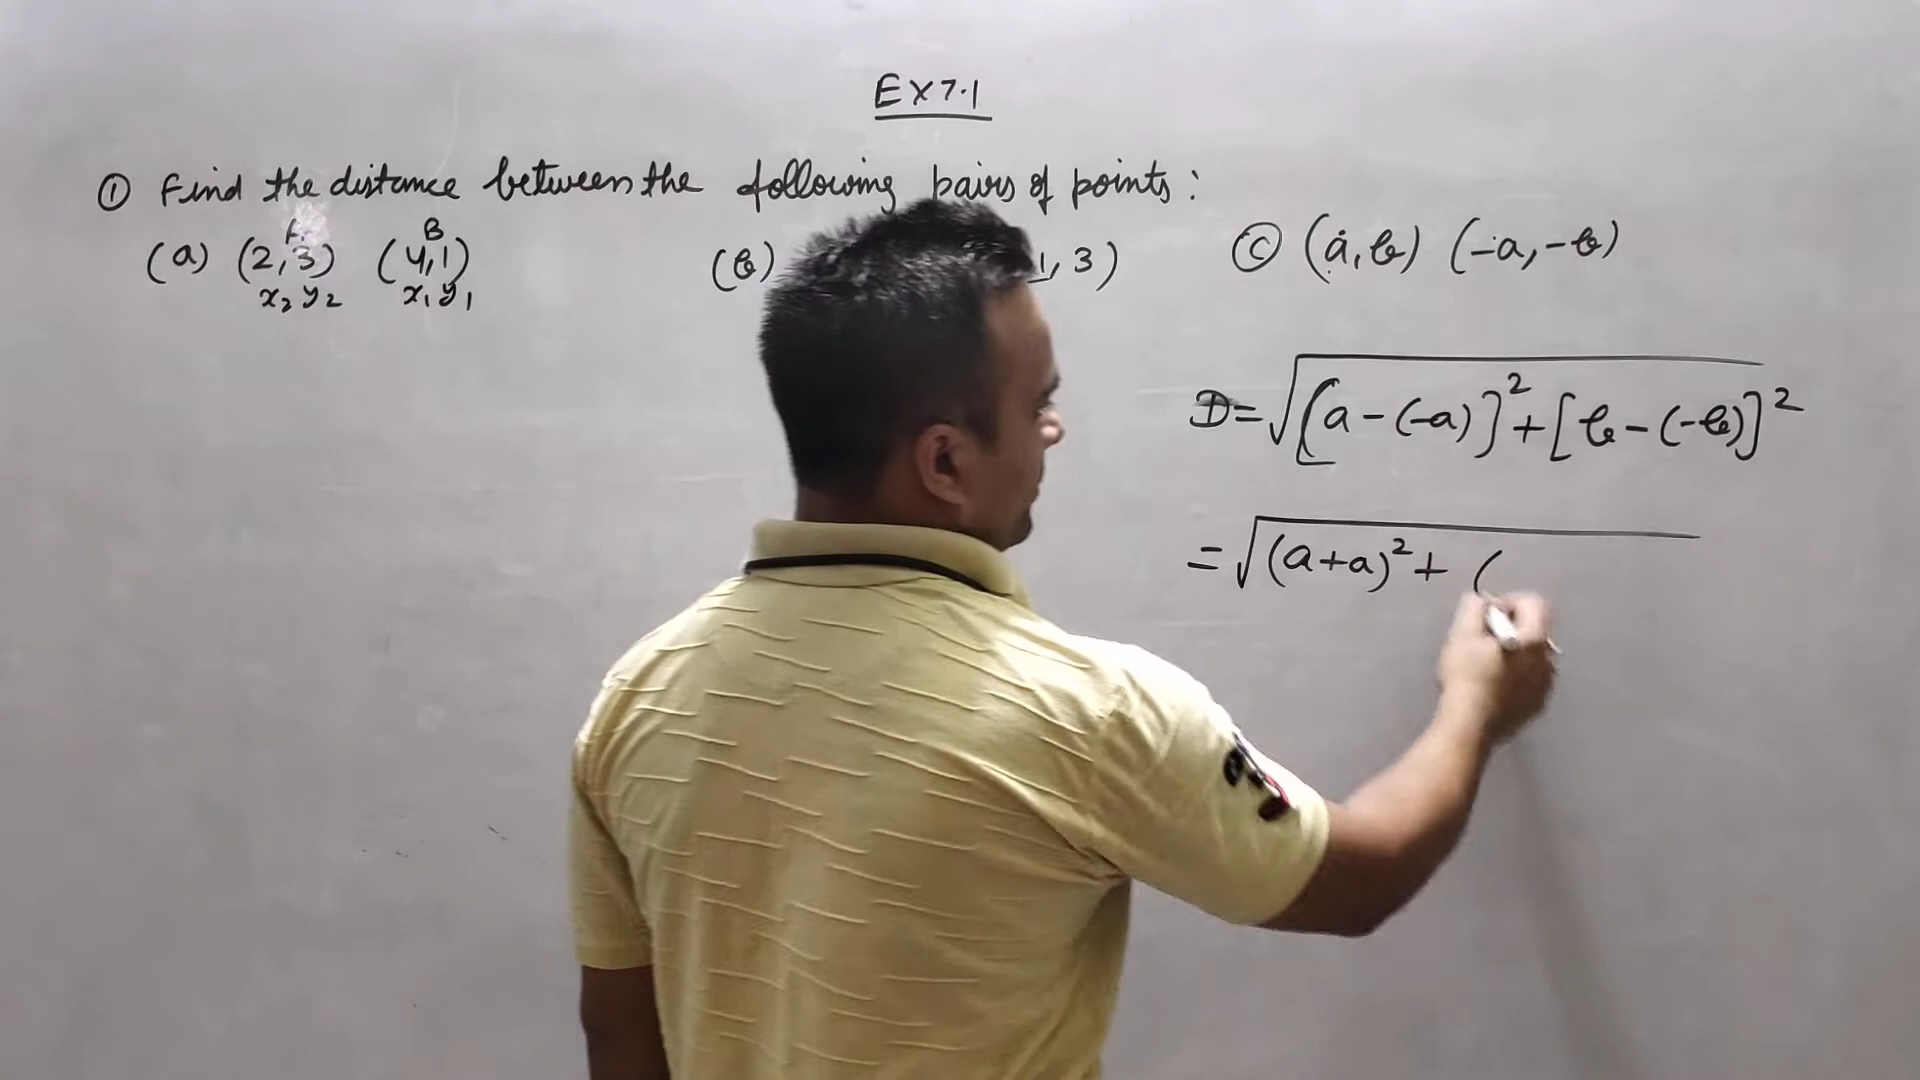 EX 7.1
① Find the distance between the following pairs of points:
(a) (2,3) (4,1)
B
x₂ y₂ x₁ y₁
(b) 1, 3)
Ⓒ (a, b) (-a, -b)
D = √[a - (-a)]² + [b - (-b)]²
= √(a+a)² + (